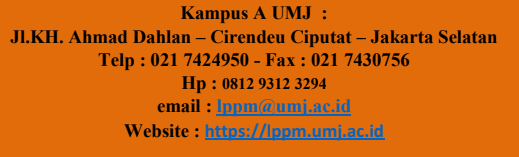 Kampus A UMJ :
Jl.KH. Ahmad Dahlan – Cirendeu Ciputat – Jakarta Selatan
Telp : 021 7424950 - Fax : 021 7430756
Hp : 0812 9312 3294
email : lppm@umj.ac.id
Website : https://lppm.umj.ac.id